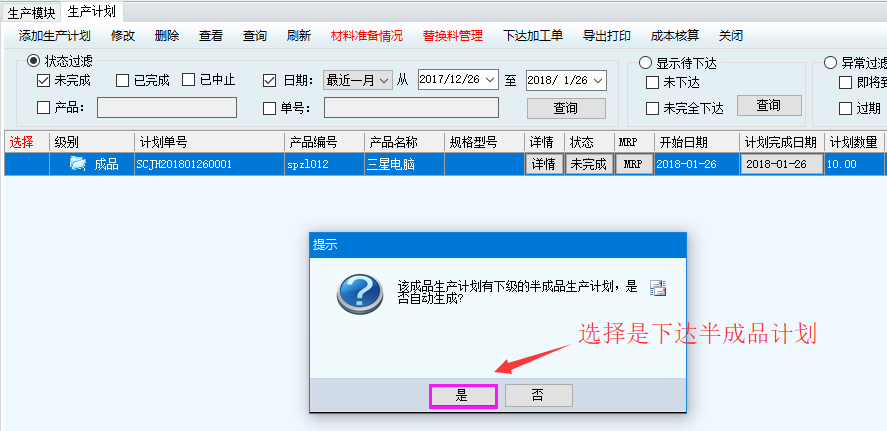 生产模块 生产计划
添加生产计划 修改 删除 查看 查询 刷新 材料准备情况 替换料管理 下达加工单 导出打印 成本核算 关闭
状态过滤 显示待下达 异常过滤
未完成 已完成 已中止 日期： 最近一月 从 2017/12/26 至 2018/ 1/26 未下达 即将到
产品： 单号： 查询 未完全下达 查询 过期
选择 级别 计划单号 产品编号 产品名称 规格型号 详情 状态 MRP 开始日期 计划完成日期 计划数量
成品 SCJH201801260001 spzl012 三星电脑 详情 未完成 MRP 2018-01-26 2018-01-26 10.00
提示
该成品生产计划有下级的半成品生产计划，是
否自动生成?
选择是下达半成品计划
是 否